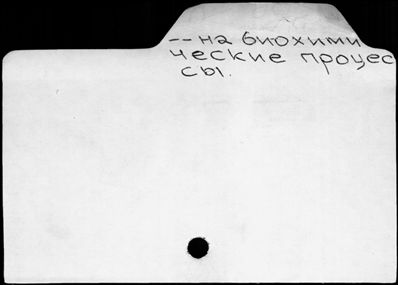 -- на биохими
ческие процес
сы.